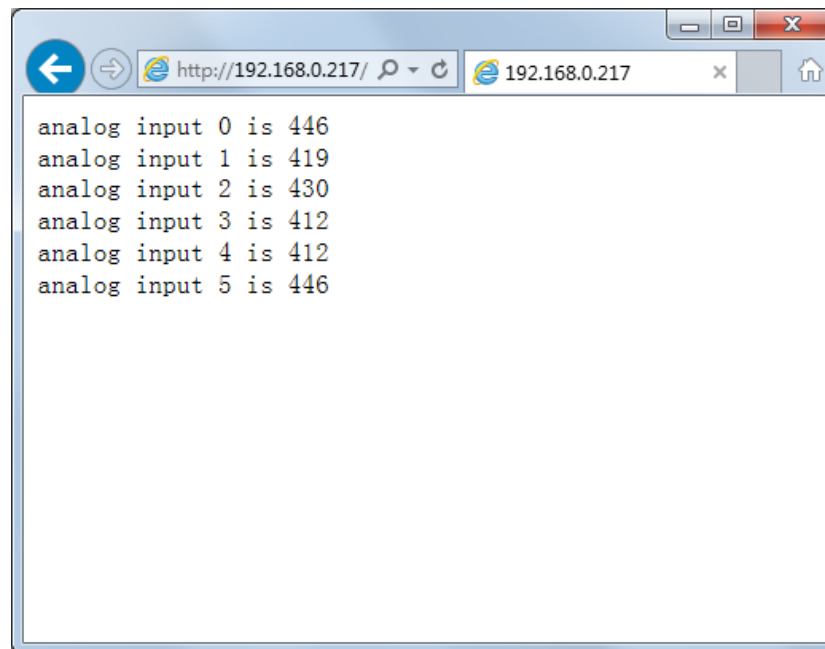 http://192.168.0.217/
192.168.0.217
analog input 0 is 446
analog input 1 is 419
analog input 2 is 430
analog input 3 is 412
analog input 4 is 412
analog input 5 is 446